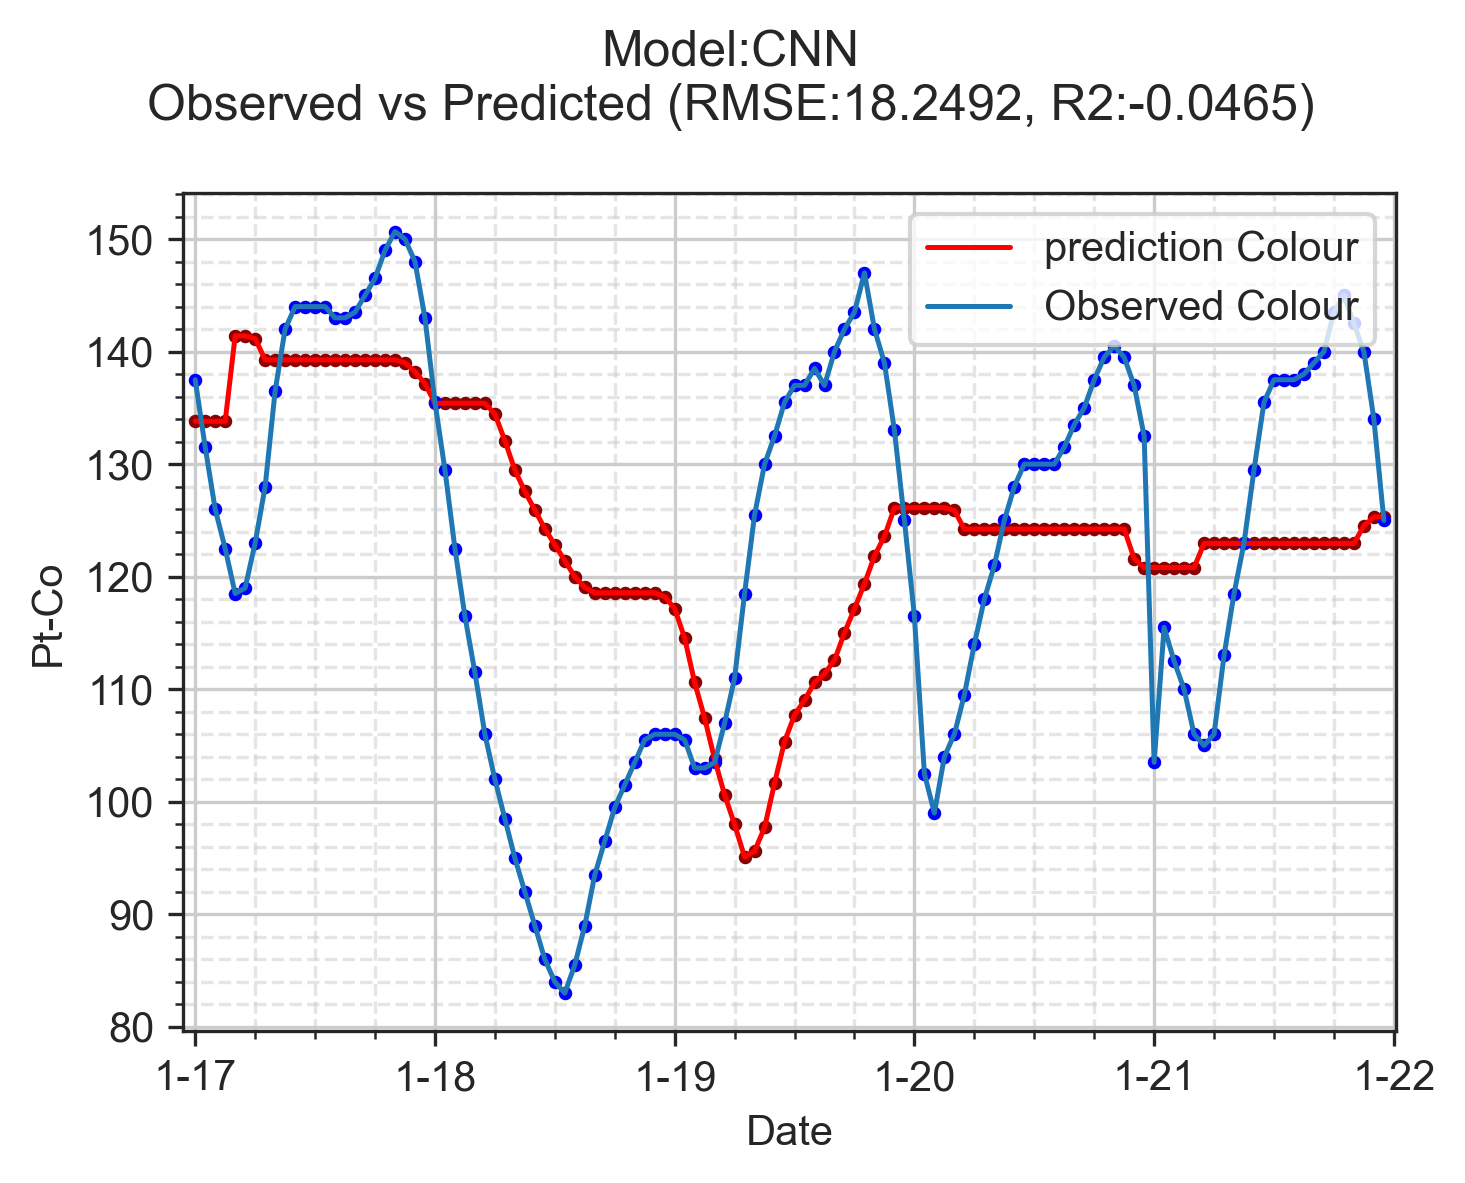 Model:CNN
Observed vs Predicted (RMSE:18.2492, R2:-0.0465)
prediction Colour
Observed Colour
150
140
130
120
110
100
90
80
Pt-Co
1-17
1-18
1-19
1-20
1-21
1-22
Date